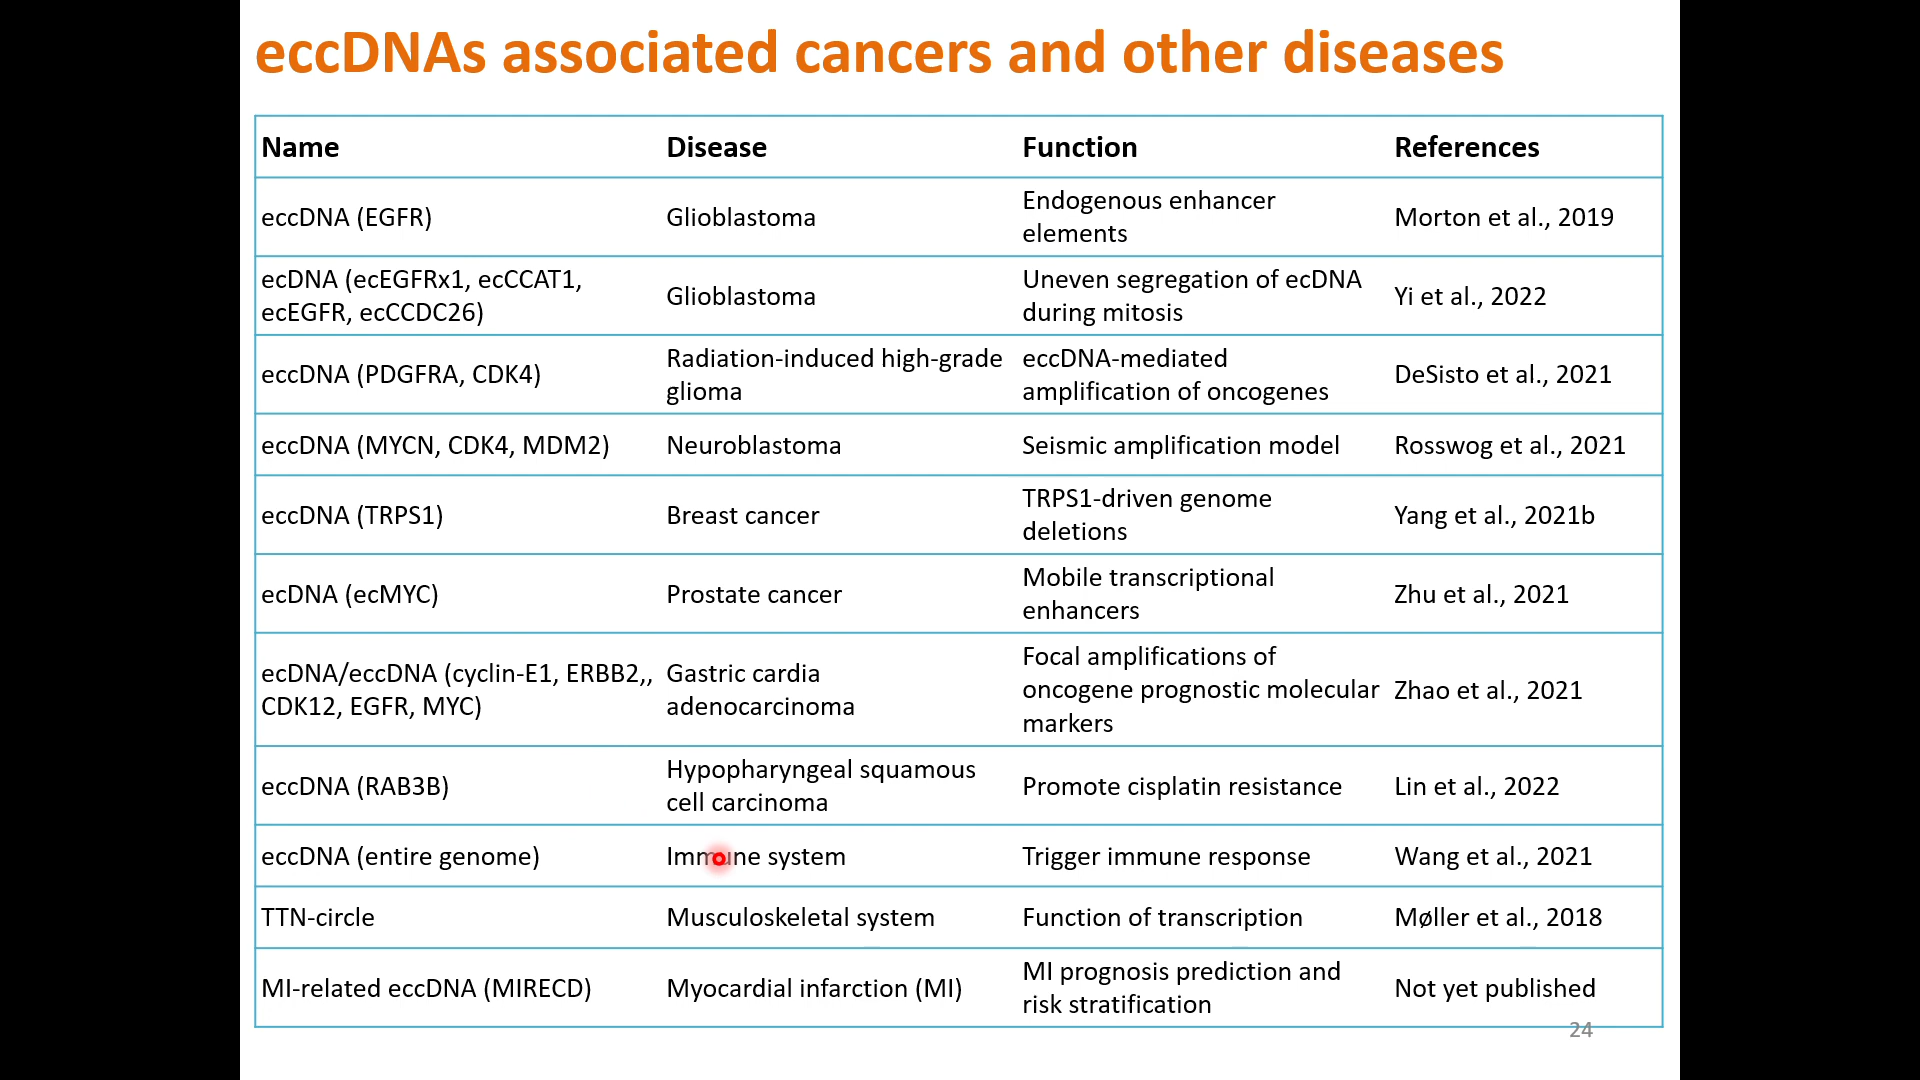 eccDNAs associated cancers and other diseases
Name Disease Function References
eccDNA (EGFR) Glioblastoma Endogenous enhancer
elements Morton et al., 2019
ecDNA (ecEGFRx1, ecCCAT1,
ecEGFR, ecCCDC26) Glioblastoma Uneven segregation of ecDNA
during mitosis Yi et al., 2022
eccDNA (PDGFRA, CDK4) Radiation-induced high-grade
glioma eccDNA-mediated
amplification of oncogenes DeSisto et al., 2021
eccDNA (MYCN, CDK4, MDM2) Neuroblastoma Seismic amplification model Rosswog et al., 2021
eccDNA (TRPS1) Breast cancer TRPS1-driven genome
deletions Yang et al., 2021b
ecDNA (ecMYC) Prostate cancer Mobile transcriptional
enhancers Zhu et al., 2021
ecDNA/eccDNA (cyclin-E1, ERBB2,,
CDK12, EGFR, MYC) Gastric cardia
adenocarcinoma Focal amplifications of
oncogene prognostic molecular
markers Zhao et al., 2021
eccDNA (RAB3B) Hypopharyngeal squamous
cell carcinoma Promote cisplatin resistance Lin et al., 2022
eccDNA (entire genome) Immune system Trigger immune response Wang et al., 2021
TTN-circle Musculoskeletal system Function of transcription Møller et al., 2018
MI-related eccDNA (MIRECD) Myocardial infarction (MI) MI prognosis prediction and
risk stratification Not yet published
24